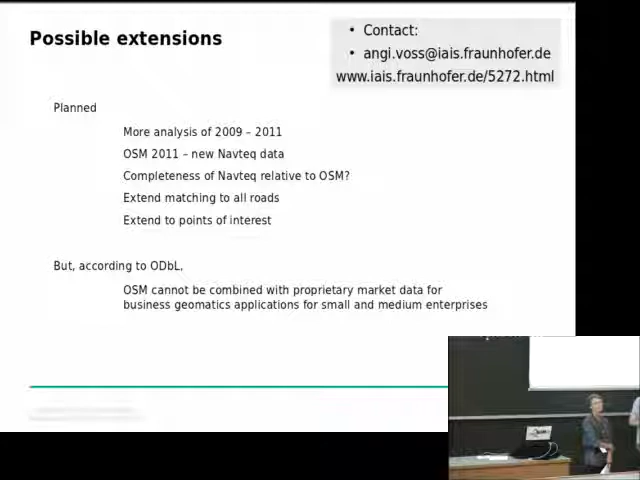 Possible extensions
• Contact:
• angi.voss@iais.fraunhofer.de
www.iais.fraunhofer.de/5272.html
Planned
More analysis of 2009 – 2011
OSM 2011 – new Navteq data
Completeness of Navteq relative to OSM?
Extend matching to all roads
Extend to points of interest
But, according to ODbL,
OSM cannot be combined with proprietary market data for
business geomatics applications for small and medium enterprises